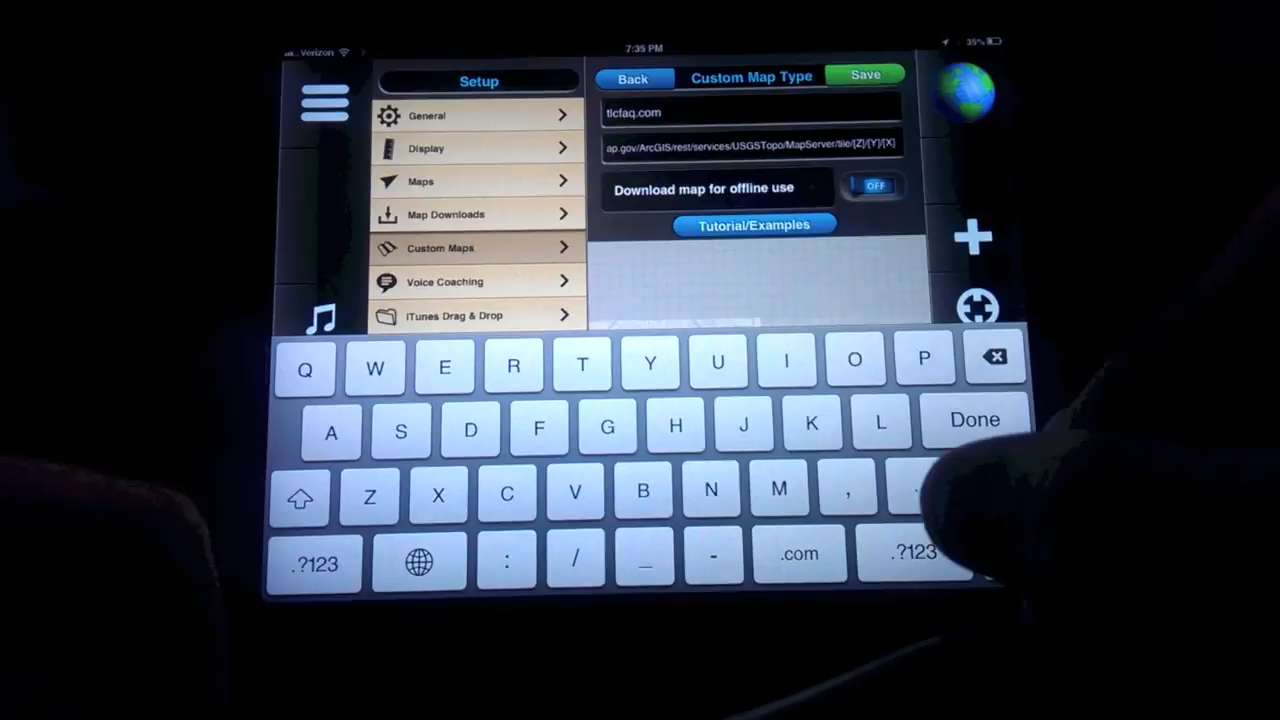 Verizon 7:35 PM 35%
Setup
Back Custom Map Type Save
General
tlcfaq.com
Display
ap.gov/ArcGIS/rest/services/USGSTopo/MapServer/tile/[Z]/[Y]/[X]
Maps
Download map for offline use OFF
Map Downloads
Tutorial/Examples
Custom Maps
Voice Coaching
iTunes Drag & Drop
Q W E R T Y U I O P
A S D F G H J K L Done
Z X C V B N M , .
.?123 : / _ - .com .?123